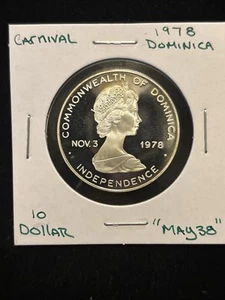 CARNIVAL
1978
DOMINICA
COMMONWEALTH OF DOMINICA
NOV. 3 1978
INDEPENDENCE
10
DOLLAR
"MAY38"